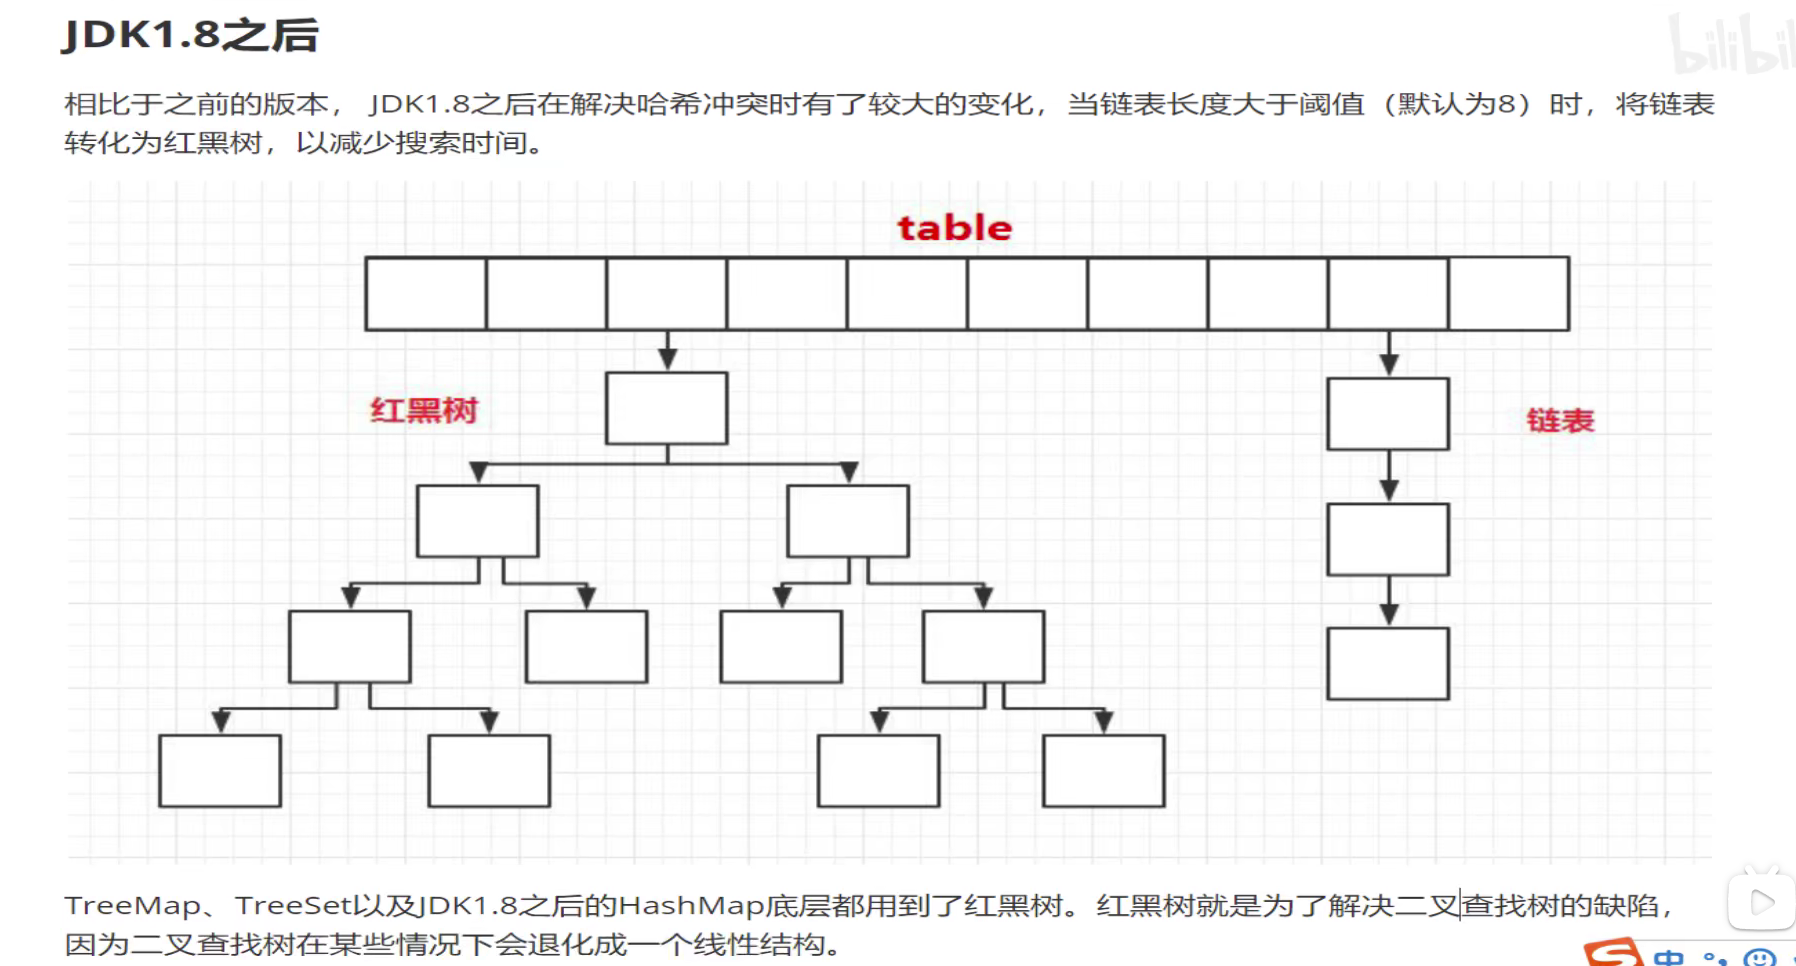 JDK1.8之后
bilibil
相比于之前的版本， JDK1.8之后在解决哈希冲突时有了较大的变化，当链表长度大于阈值（默认为8）时，将链表
转化为红黑树，以减少搜索时间。
table
红黑树
链表
TreeMap、TreeSet以及JDK1.8之后的HashMap底层都用到了红黑树。红黑树就是为了解决二叉查找树的缺陷，
因为二叉查找树在某些情况下会退化成一个线性结构。
S 中